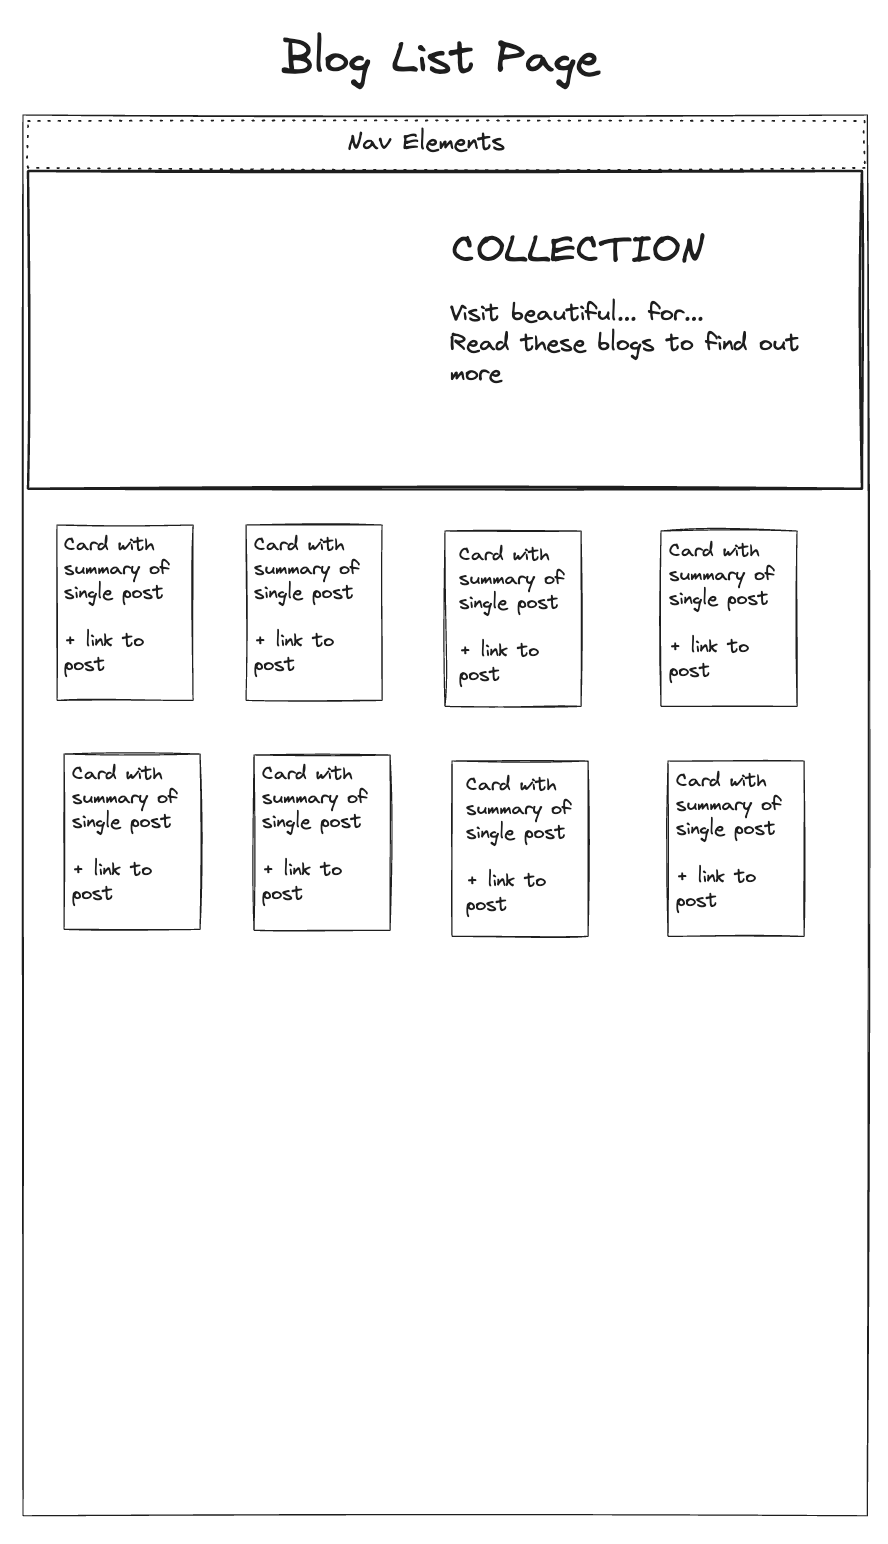 Blog List Page
Nav Elements
COLLECTION
Visit beautiful... for...
Read these blogs to find out
more
Card with
summary of
single post
+ link to
post
Card with
summary of
single post
+ link to
post
Card with
summary of
single post
+ link to
post
Card with
summary of
single post
+ link to
post
Card with
summary of
single post
+ link to
post
Card with
summary of
single post
+ link to
post
Card with
summary of
single post
+ link to
post
Card with
summary of
single post
+ link to
post